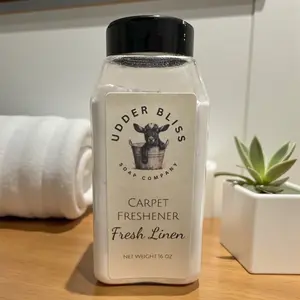 UDDER BLISS
SOAP COMPANY
CARPET
FRESHENER
Fresh Linen
NET WEIGHT 16 OZ